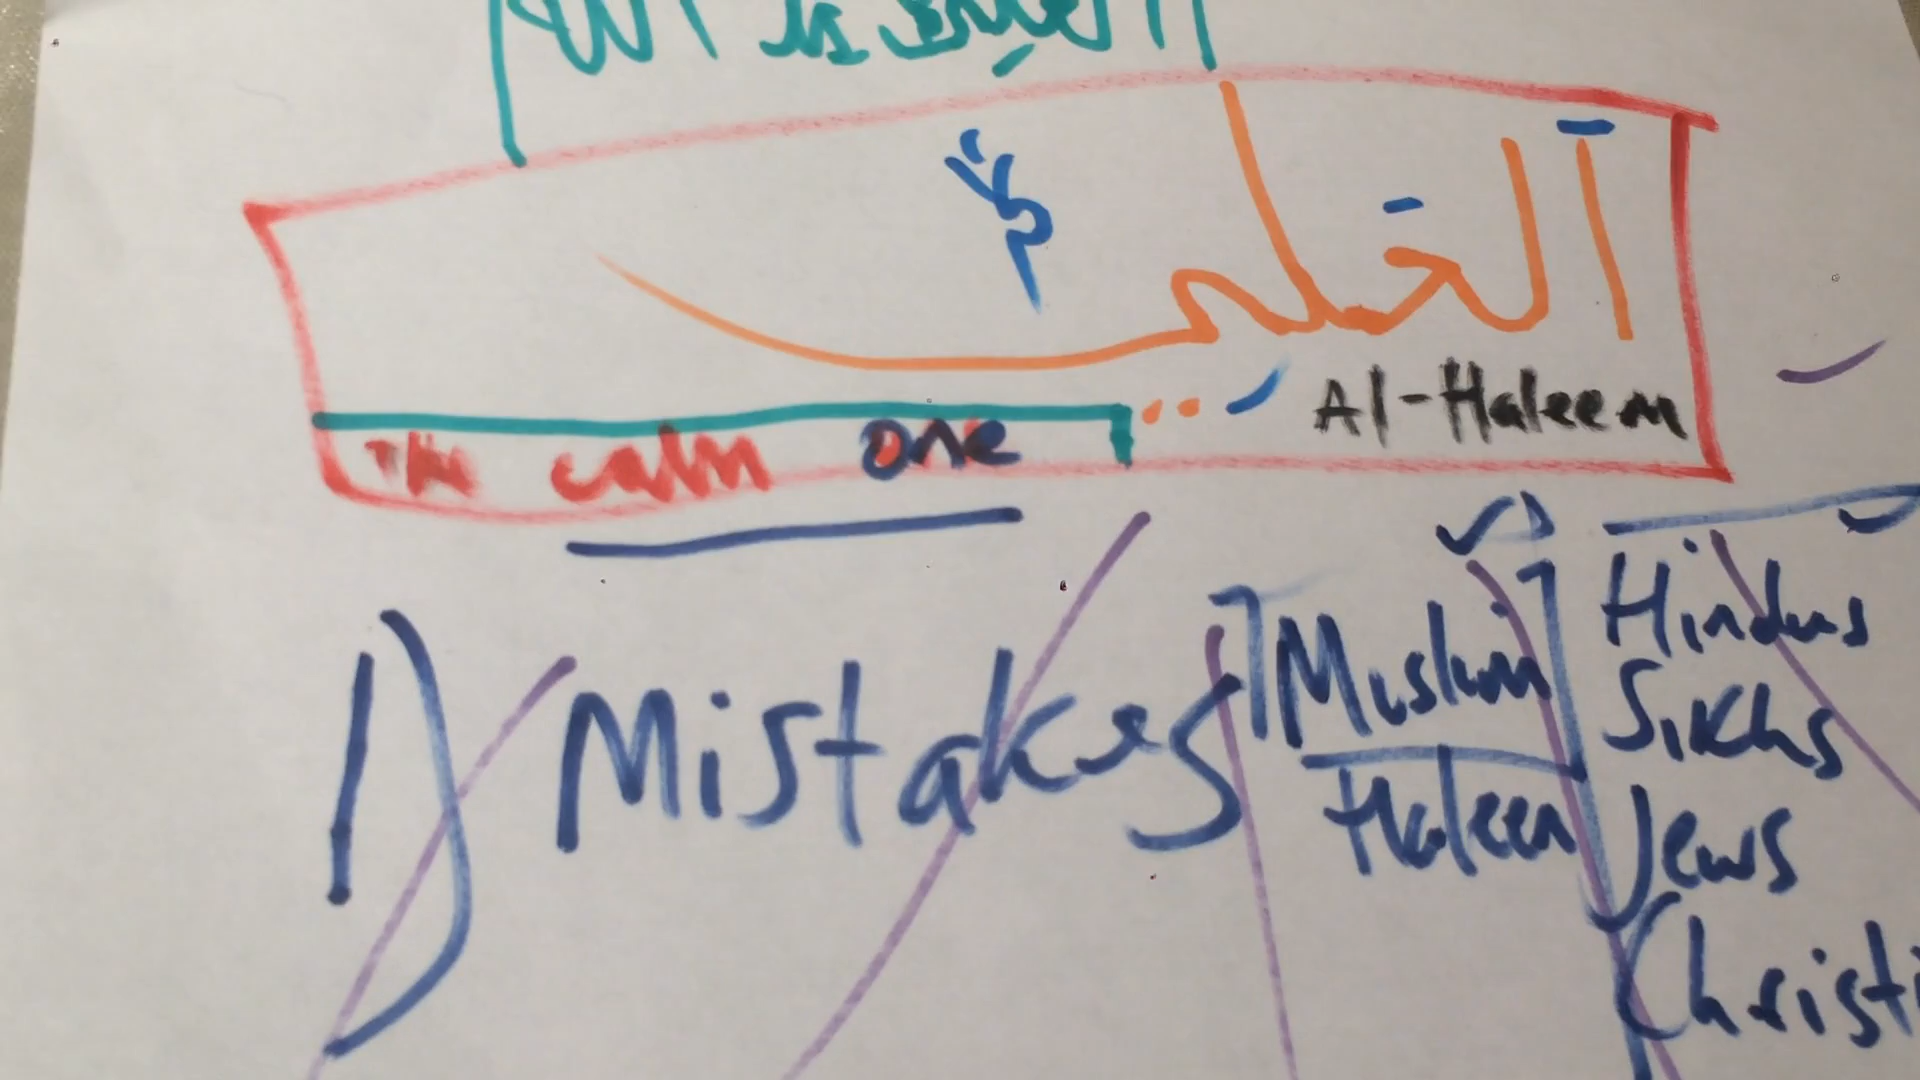 الحليم
Al-Haleem
The calm one
1) Mistakes
Muslim
Haleem
Hindus
Sikhs
Jews
Christi